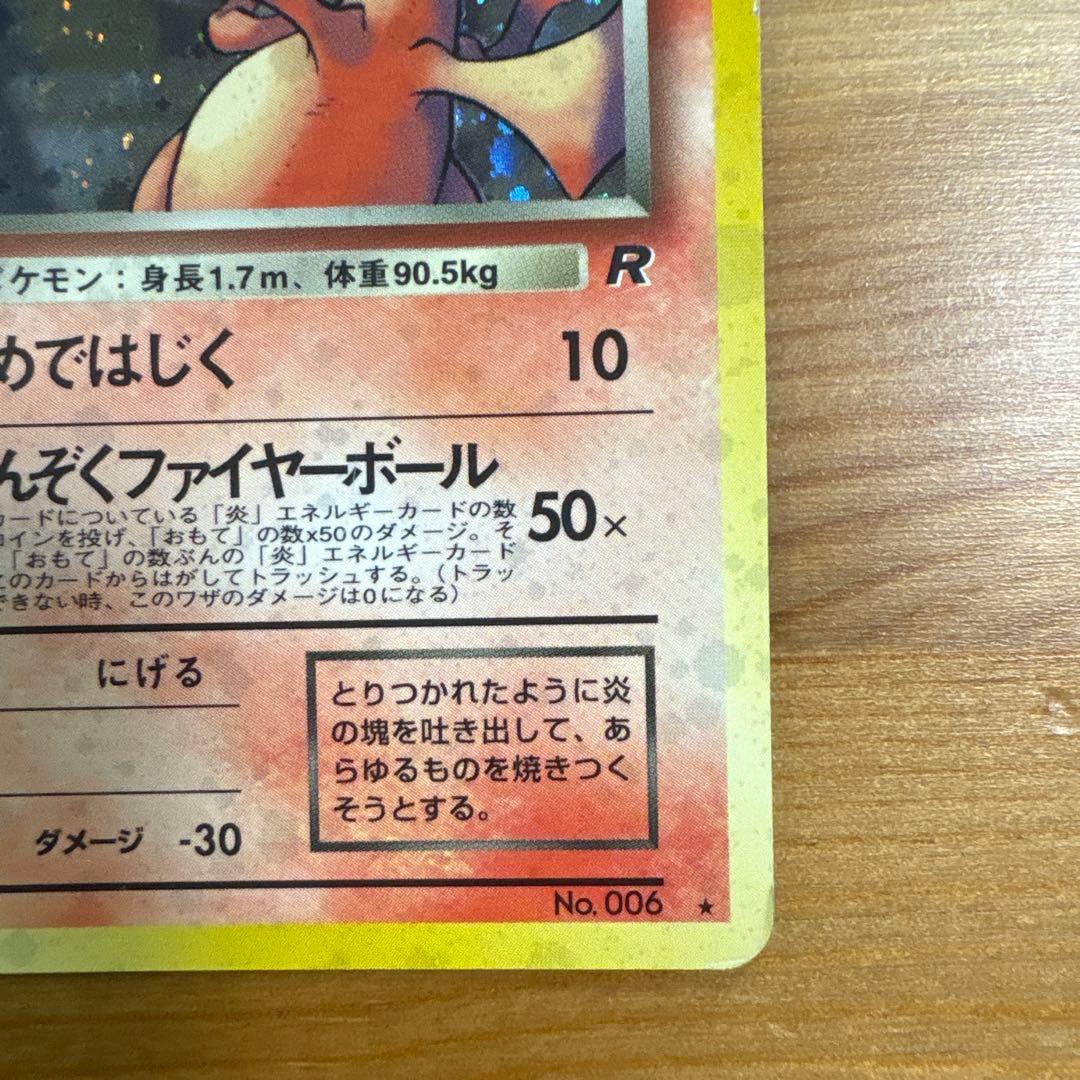 ポケモン：身長1.7m、体重90.5kg
R
めではじく 10
んぞくファイヤーボール
カードについている「炎」エネルギーカードの数
コインを投げ、「おもて」の数x50のダメージ。そ
「おもて」の数ぶんの「炎」エネルギーカード
このカードからはがしてトラッシュする。（トラッ
できない時、このワザのダメージは0になる）
50×
にげる
とりつかれたように炎
の塊を吐き出して、あ
らゆるものを焼きつく
そうとする。
ダメージ -30
No. 006 ★